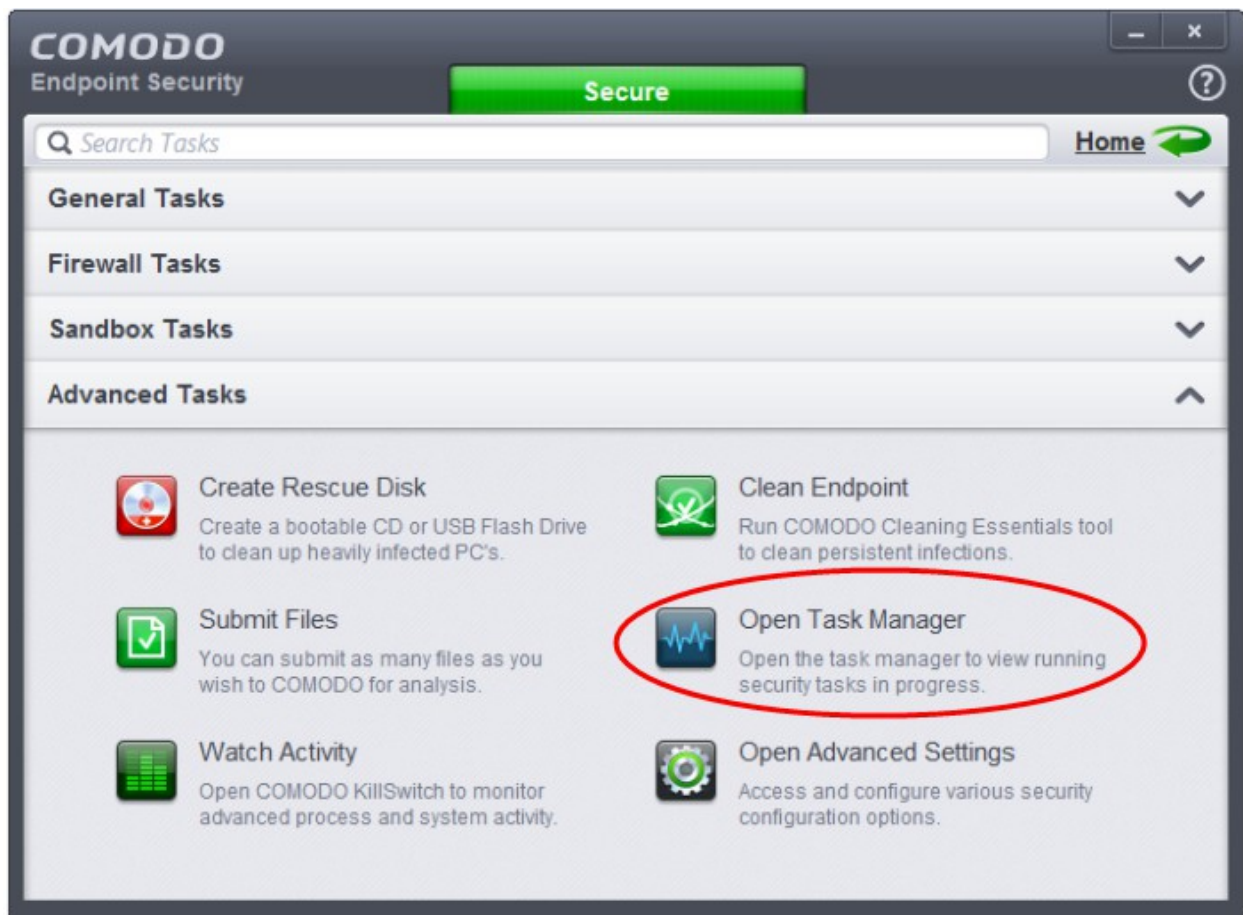 COMODO
Endpoint Security
Secure
?
Search Tasks
Home
General Tasks
Firewall Tasks
Sandbox Tasks
Advanced Tasks
Create Rescue Disk
Create a bootable CD or USB Flash Drive
to clean up heavily infected PC's.
Clean Endpoint
Run COMODO Cleaning Essentials tool
to clean persistent infections.
Submit Files
You can submit as many files as you
wish to COMODO for analysis.
Open Task Manager
Open the task manager to view running
security tasks in progress.
Watch Activity
Open COMODO KillSwitch to monitor
advanced process and system activity.
Open Advanced Settings
Access and configure various security
configuration options.